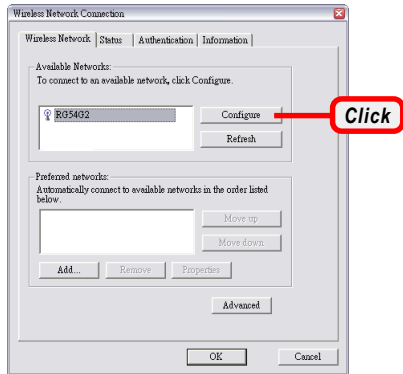 Wireless Network Connection
Wireless Network Status Authentication Information
Available Networks:
To connect to an available network, click Configure.
RG54G2
Configure
Click
Refresh
Preferred networks:
Automatically connect to available networks in the order listed
below.
Move up
Move down
Add... Remove Properties
Advanced
OK Cancel